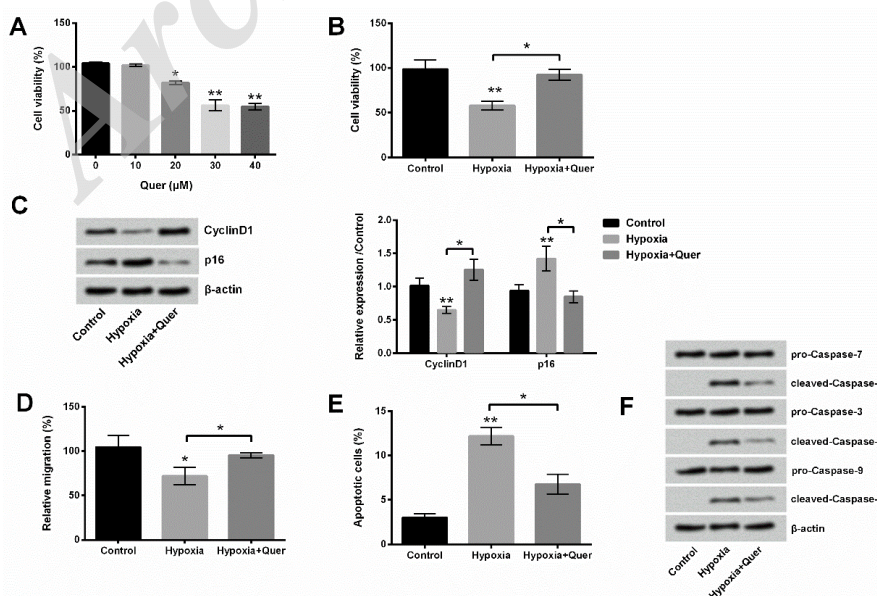 A
Cell viability (%)
150
100
50
0
*
**
**
0 10 20 30 40
Quer (μM)
B
Cell viability (%)
150
100
50
0
**
*
Control Hypoxia Hypoxia+Quer
C
CyclinD1
p16
β-actin
Control
Hypoxia
Hypoxia+Quer
Relative expression /Control
2.0
1.5
1.0
0.5
0.0
**
*
**
*
CyclinD1 p16
Control
Hypoxia
Hypoxia+Quer
D
Relative migration (%)
150
100
50
0
*
*
Control Hypoxia Hypoxia+Quer
E
Apoptotic cells (%)
15
10
5
0
**
*
Control Hypoxia Hypoxia+Quer
F
pro-Caspase-7
cleaved-Caspase-
pro-Caspase-3
cleaved-Caspase-
pro-Caspase-9
cleaved-Caspase-
β-actin
Control
Hypoxia
Hypoxia+Quer